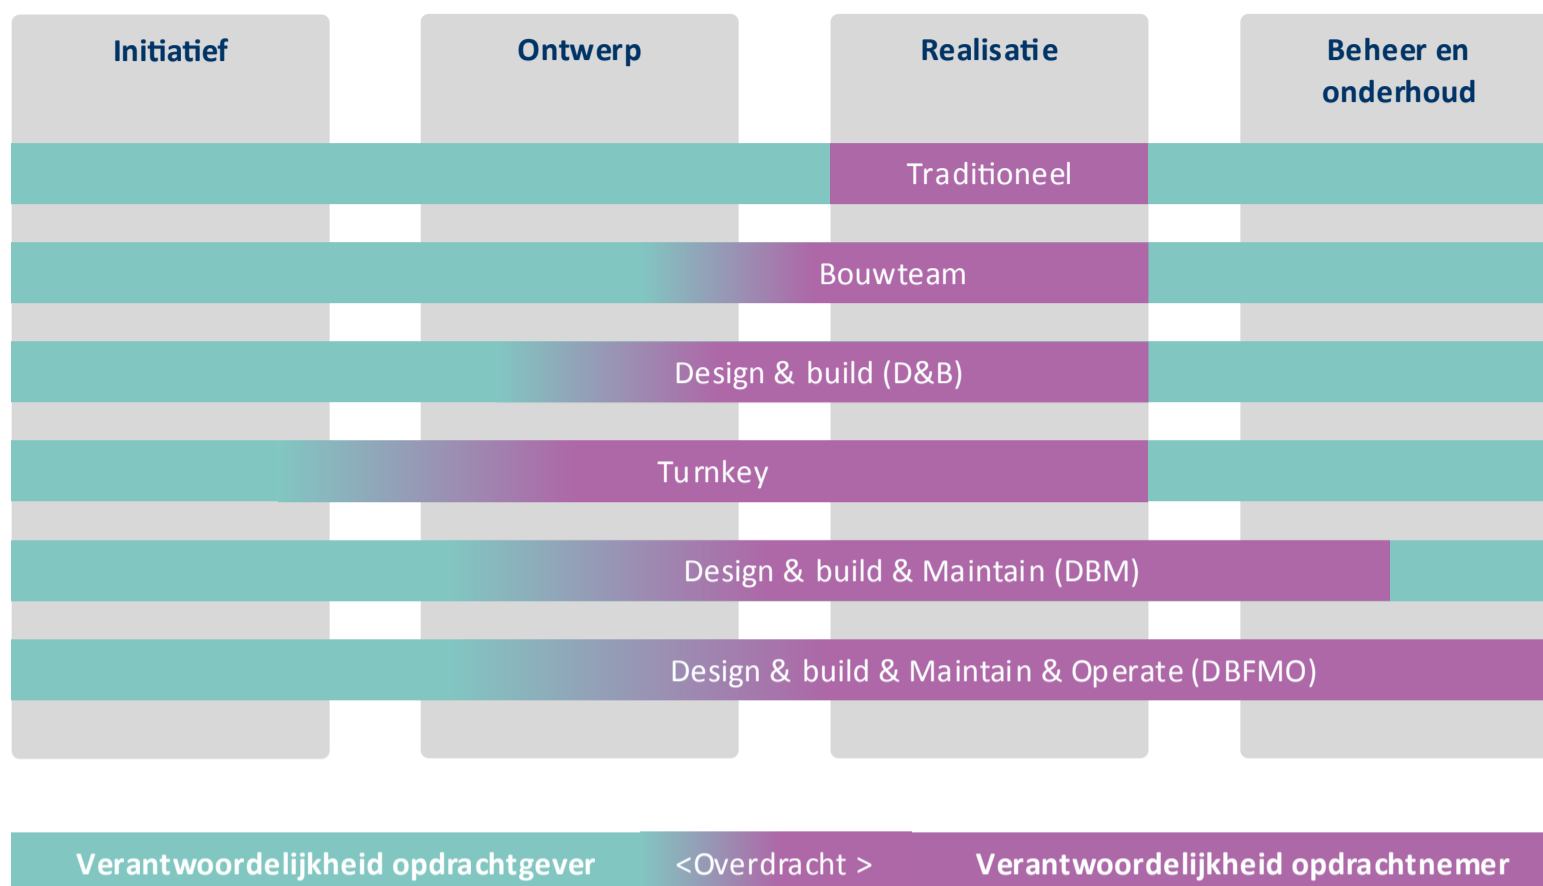 Initiatief
Ontwerp
Realisatie
Beheer en
onderhoud
Traditioneel
Bouwteam
Design & build (D&B)
Turnkey
Design & build & Maintain (DBM)
Design & build & Maintain & Operate (DBFMO)
Verantwoordelijkheid opdrachtgever <Overdracht > Verantwoordelijkheid opdrachtnemer